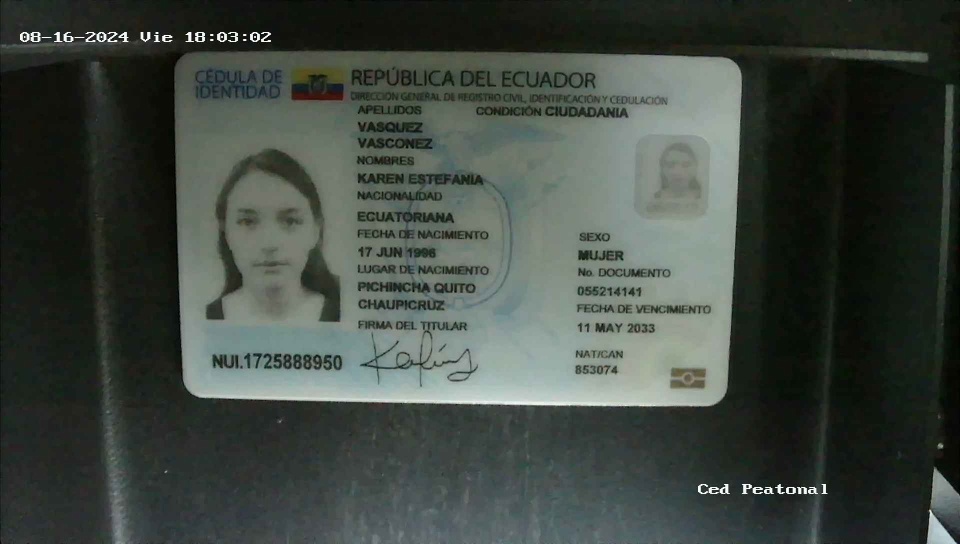 08-16-2024 Vie 18:03:02
CÉDULA DE
IDENTIDAD
REPÚBLICA DEL ECUADOR
DIRECCIÓN GENERAL DE REGISTRO CIVIL, IDENTIFICACIÓN Y CEDULACIÓN
APELLIDOS
CONDICIÓN CIUDADANIA
VASQUEZ
VASCONEZ
NOMBRES
KAREN ESTEFANIA
NACIONALIDAD
ECUATORIANA
FECHA DE NACIMIENTO
17 JUN 1996
LUGAR DE NACIMIENTO
PICHINCHA QUITO
CHAUPICRUZ
FIRMA DEL TITULAR
SEXO
MUJER
No. DOCUMENTO
055214141
FECHA DE VENCIMIENTO
11 MAY 2033
NAT/CAN
853074
NUI.1725888950
Ced Peatonal